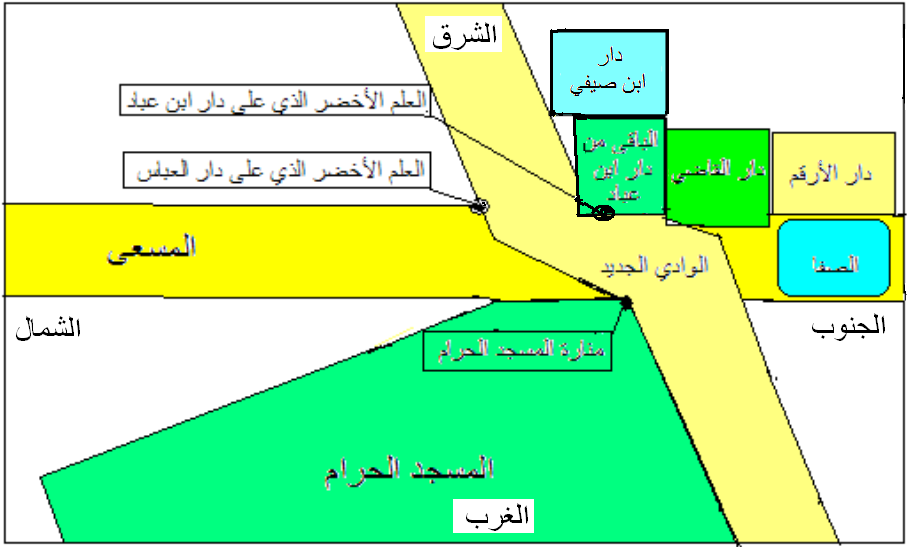 الشرق
دار
ابن صيفي
العلم الأخضر الذي على دار ابن عباد
الباقي من
دار ابن
عباد
دار القاضي
دار الأرقم
العلم الأخضر الذي على دار العباس
المسعى
الوادي الجديد
الصفا
الشمال
الجنوب
منارة المسجد الحرام
المسجد الحرام
الغرب